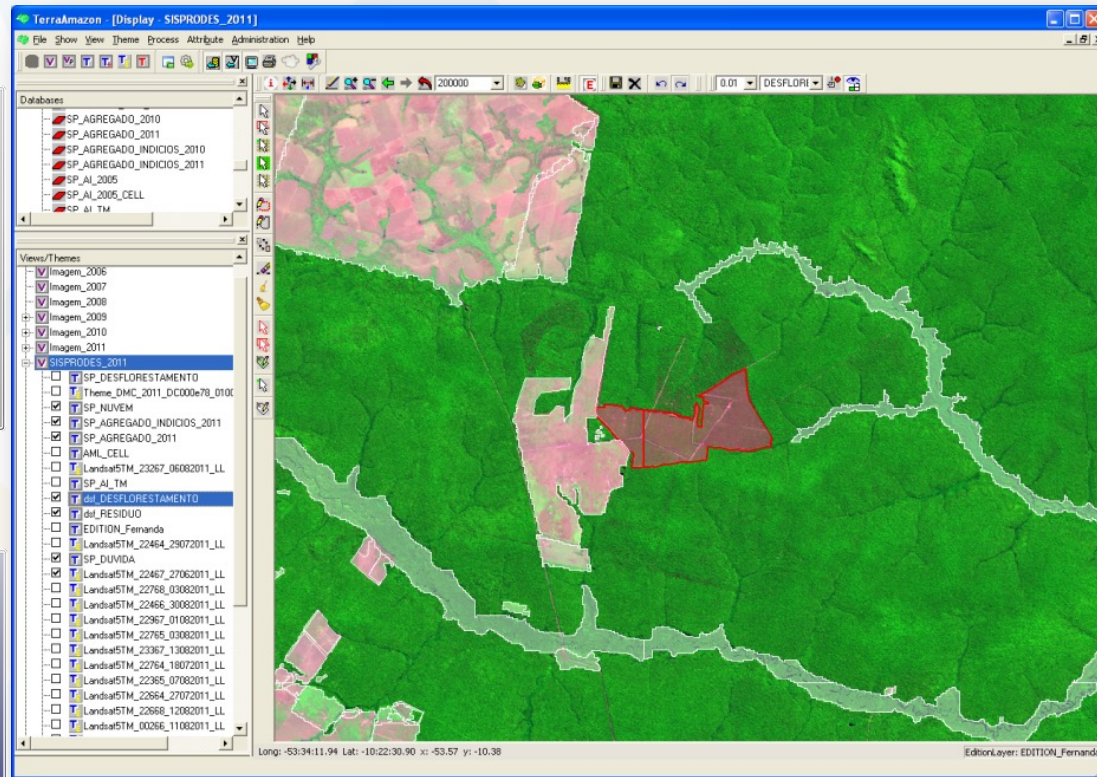 TerraAmazon - [Display - SISPRODES_2011]
File Show View Theme Process Attribute Administration Help
200000
0.01
DESFLORE
Databases
SP_AGREGADO_2010
SP_AGREGADO_2011
SP_AGREGADO_INDICIOS_2010
SP_AGREGADO_INDICIOS_2011
SP_AI_2005
SP_AI_2005_CELL
SP_AI_TM
Views/Themes
Imagem_2006
Imagem_2007
Imagem_2008
Imagem_2009
Imagem_2010
Imagem_2011
SISPRODES_2011
SP_DESFLORESTAMENTO
Theme_DMC_2011_DC000e78_010
SP_NUVEM
SP_AGREGADO_INDICIOS_2011
SP_AGREGADO_2011
AML_CELL
Landsat5TM_23267_06082011_LL
SP_AI_TM
dsf_DESFLORESTAMENTO
dsf_RESIDUO
EDITION_Fernanda
Landsat5TM_22464_29072011_LL
SP_DUVIDA
Landsat5TM_22467_27062011_LL
Landsat5TM_22768_03082011_LL
Landsat5TM_22466_30082011_LL
Landsat5TM_22967_01082011_LL
Landsat5TM_22765_03082011_LL
Landsat5TM_23367_13082011_LL
Landsat5TM_22764_18072011_LL
Landsat5TM_22365_07082011_LL
Landsat5TM_22664_27072011_LL
Landsat5TM_22668_12082011_LL
Landsat5TM_00266_11082011_LL
Long: -53:34:11.94 Lat: -10:22:30.90 x: -53.57 y: -10.38
EditionLayer: EDITION_Fernanda